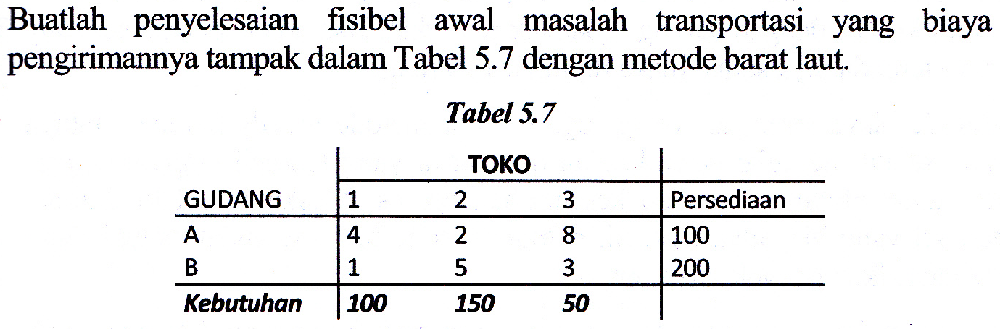 Buatlah penyelesaian fisibel awal masalah transportasi yang biaya
pengirimannya tampak dalam Tabel 5.7 dengan metode barat laut.
Tabel 5.7
TOKO
GUDANG 1 2 3 Persediaan
A 4 2 8 100
B 1 5 3 200
Kebutuhan 100 150 50